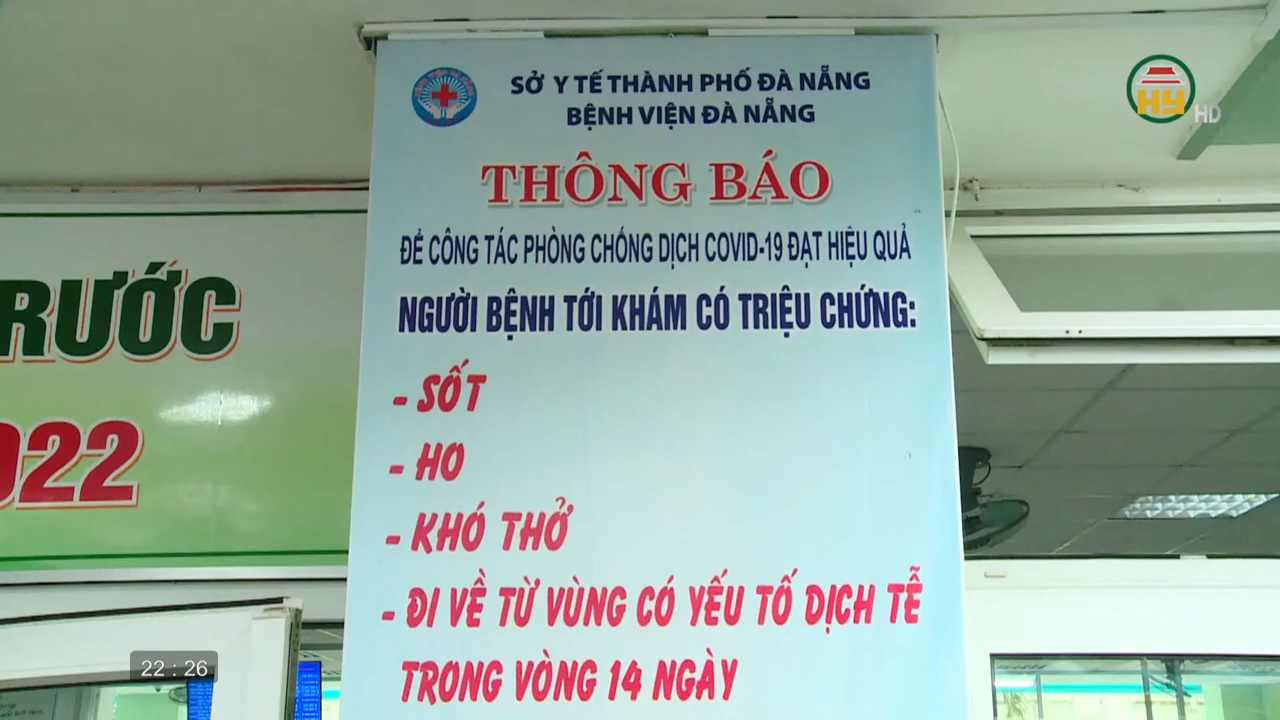 SỞ Y TẾ THÀNH PHỐ ĐÀ NẴNG
BỆNH VIỆN ĐÀ NẴNG
THÔNG BÁO
ĐỂ CÔNG TÁC PHÒNG CHỐNG DỊCH COVID-19 ĐẠT HIỆU QUẢ
NGƯỜI BỆNH TỚI KHÁM CÓ TRIỆU CHỨNG:
- SỐT
- HO
- KHÓ THỞ
- ĐI VỀ TỪ VÙNG CÓ YẾU TỐ DỊCH TỄ
TRONG VÒNG 14 NGÀY
RƯỚC
022
HY HD
22 : 26